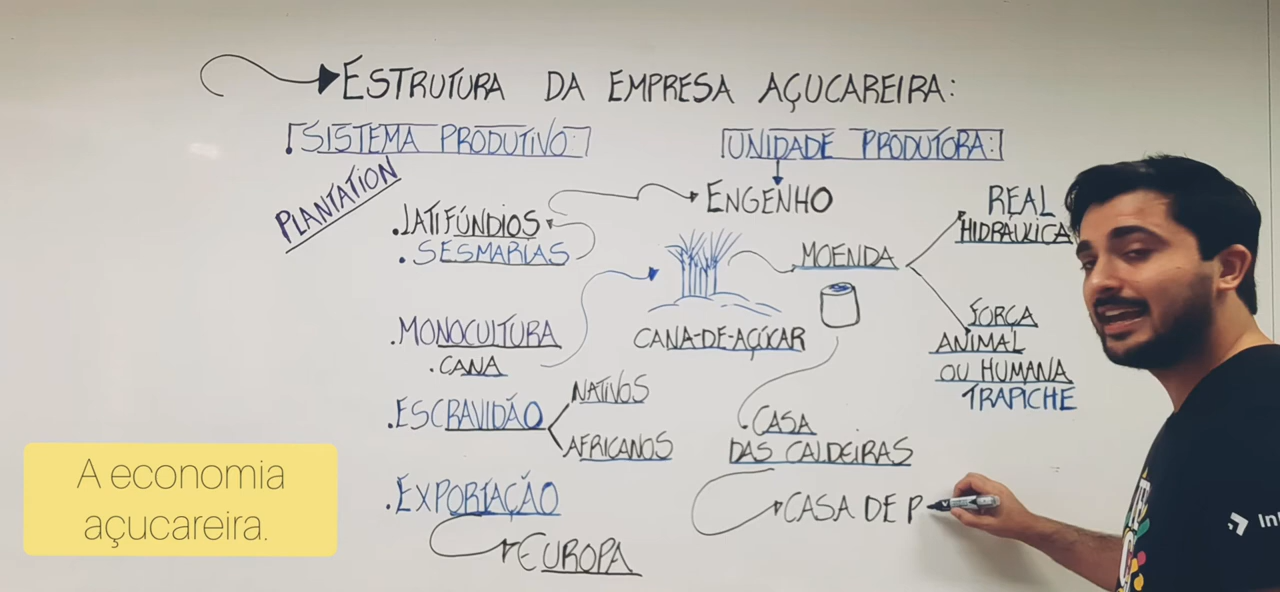 ESTRUTURA DA EMPRESA AÇUCAREIRA:
SISTEMA PRODUTIVO:
PLANTATION
.LATIFÚNDIOS
.SESMARIAS
.MONOCULTURA
.CANA
.ESCRAVIDÃO
NATIVOS
AFRICANOS
.EXPORTAÇÃO
EUROPA
UNIDADE PRODUTORA:
ENGENHO
CANA-DE-AÇÚCAR
MOENDA
REAL
HIDRÁULICA
FORÇA
ANIMAL
OU HUMANA
TRAPICHE
CASA
DAS CALDEIRAS
CASA DE P
A economia
açucareira.